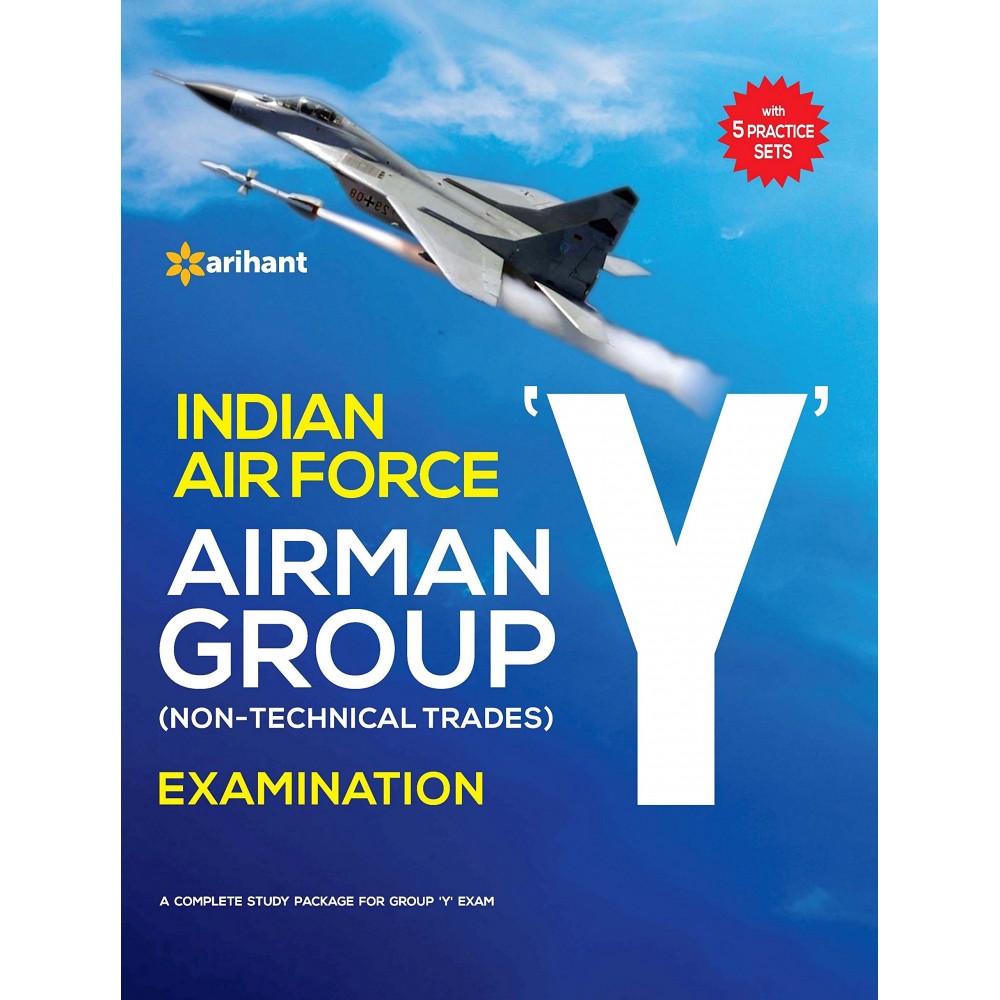 with
5 PRACTICE
SETS
arihant
INDIAN
AIR FORCE
AIRMAN
GROUP
'Y'
(NON-TECHNICAL TRADES)
EXAMINATION
A COMPLETE STUDY PACKAGE FOR GROUP 'Y' EXAM